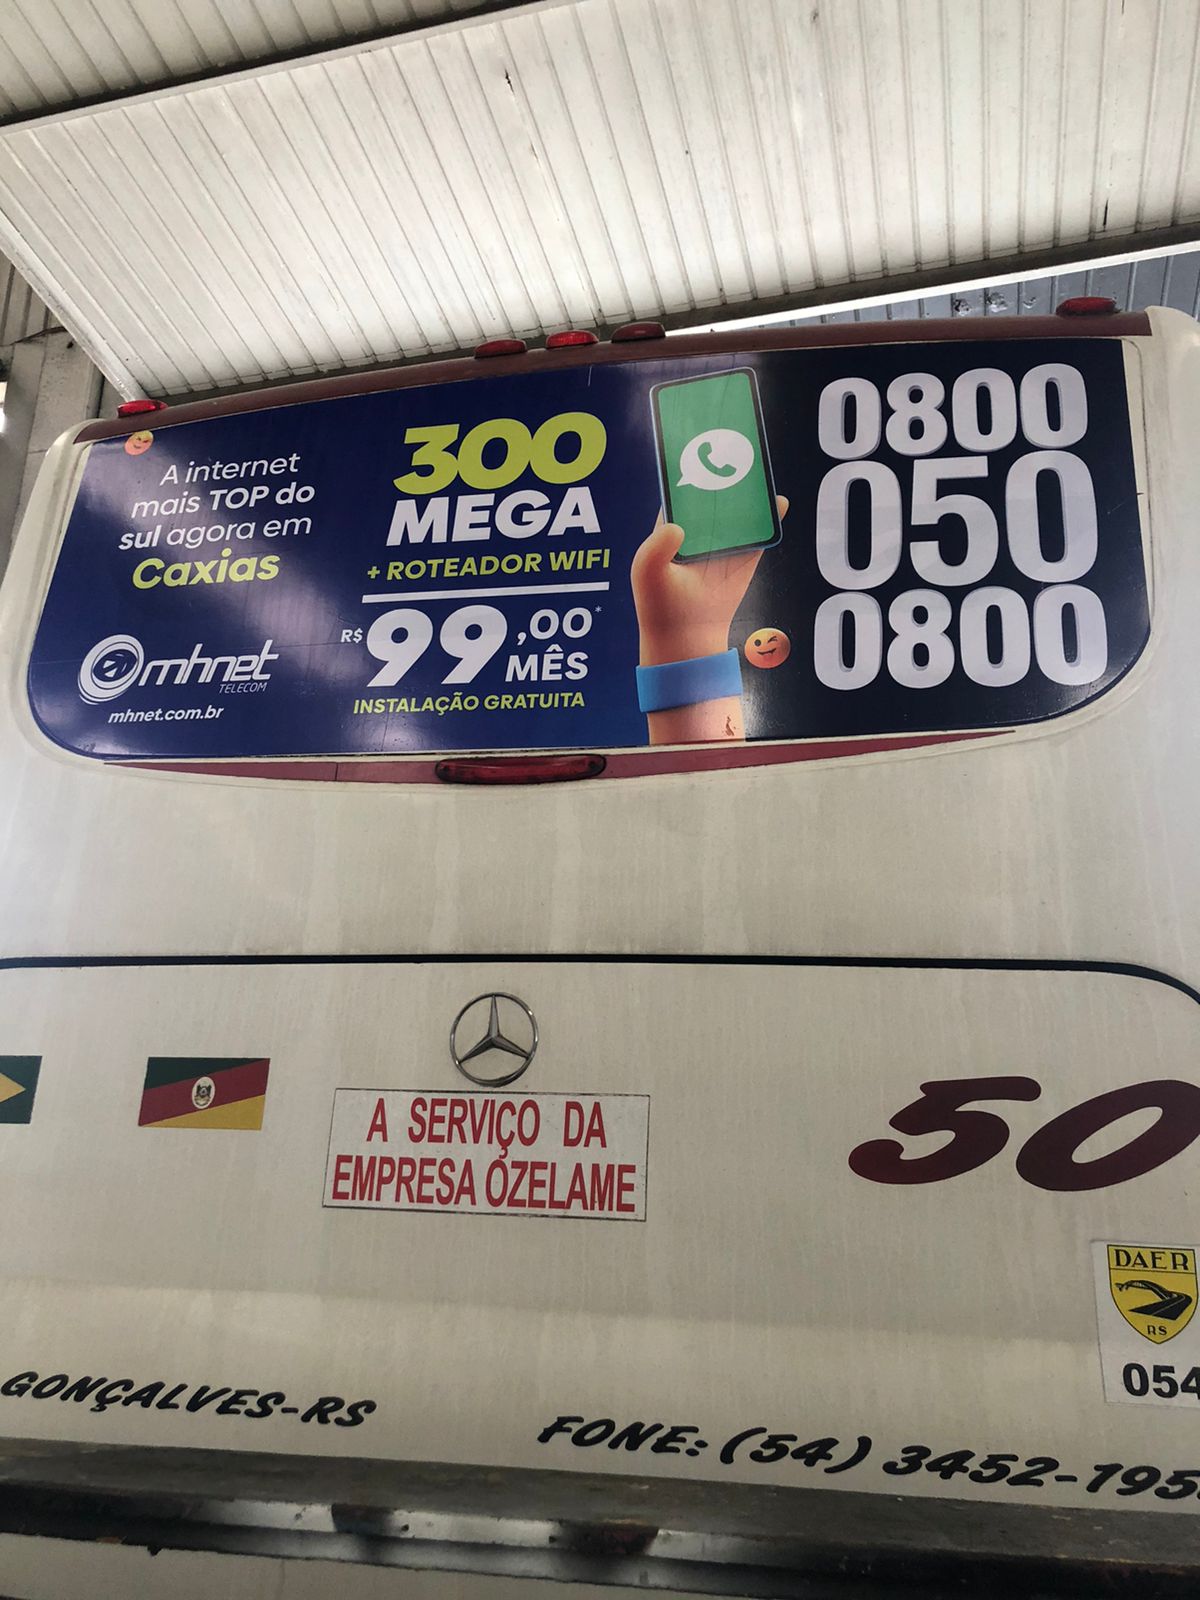 A internet
mais TOP do
sul agora em
Caxias
mhnet
TELECOM
mhnet.com.br
300
MEGA
+ ROTEADOR WIFI
R$ 99,00*
MÊS
INSTALAÇÃO GRATUITA
0800
050
0800
A SERVIÇO DA
EMPRESA OZELAME
50
DAER
RS
054
GONÇALVES-RS
FONE: (54) 3452-195